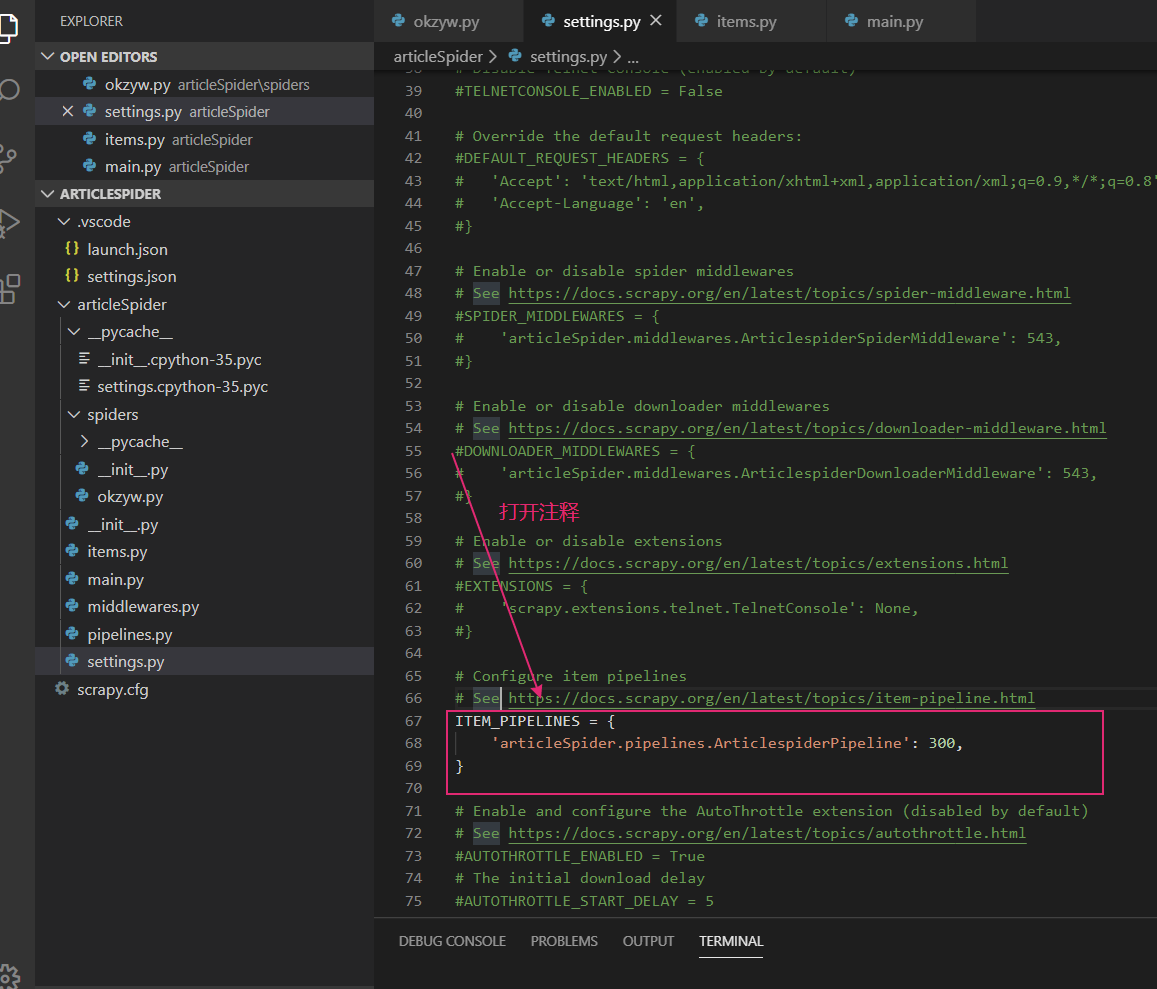 EXPLORER
OPEN EDITORS
okzyw.py articleSpider\spiders
settings.py articleSpider
items.py articleSpider
main.py articleSpider
ARTICLESPIDER
.vscode
launch.json
settings.json
articleSpider
__pycache__
__init__.cpython-35.pyc
settings.cpython-35.pyc
spiders
__pycache__
__init__.py
okzyw.py
__init__.py
items.py
main.py
middlewares.py
pipelines.py
settings.py
scrapy.cfg
okzyw.py settings.py items.py main.py
articleSpider > settings.py > ...
38 # Disable Telnet Console (enabled by default)
39 #TELNETCONSOLE_ENABLED = False
40
41 # Override the default request headers:
42 #DEFAULT_REQUEST_HEADERS = {
43 #   'Accept': 'text/html,application/xhtml+xml,application/xml;q=0.9,*/*;q=0.8'
44 #   'Accept-Language': 'en',
45 #}
46
47 # Enable or disable spider middlewares
48 # See https://docs.scrapy.org/en/latest/topics/spider-middleware.html
49 #SPIDER_MIDDLEWARES = {
50 #    'articleSpider.middlewares.ArticlespiderSpiderMiddleware': 543,
51 #}
52
53 # Enable or disable downloader middlewares
54 # See https://docs.scrapy.org/en/latest/topics/downloader-middleware.html
55 #DOWNLOADER_MIDDLEWARES = {
56 #    'articleSpider.middlewares.ArticlespiderDownloaderMiddleware': 543,
57 #}
打开注释
58
59 # Enable or disable extensions
60 # See https://docs.scrapy.org/en/latest/topics/extensions.html
61 #EXTENSIONS = {
62 #    'scrapy.extensions.telnet.TelnetConsole': None,
63 #}
64
65 # Configure item pipelines
66 # See https://docs.scrapy.org/en/latest/topics/item-pipeline.html
67 ITEM_PIPELINES = {
68     'articleSpider.pipelines.ArticlespiderPipeline': 300,
69 }
70
71 # Enable and configure the AutoThrottle extension (disabled by default)
72 # See https://docs.scrapy.org/en/latest/topics/autothrottle.html
73 #AUTOTHROTTLE_ENABLED = True
74 # The initial download delay
75 #AUTOTHROTTLE_START_DELAY = 5
DEBUG CONSOLE PROBLEMS OUTPUT TERMINAL